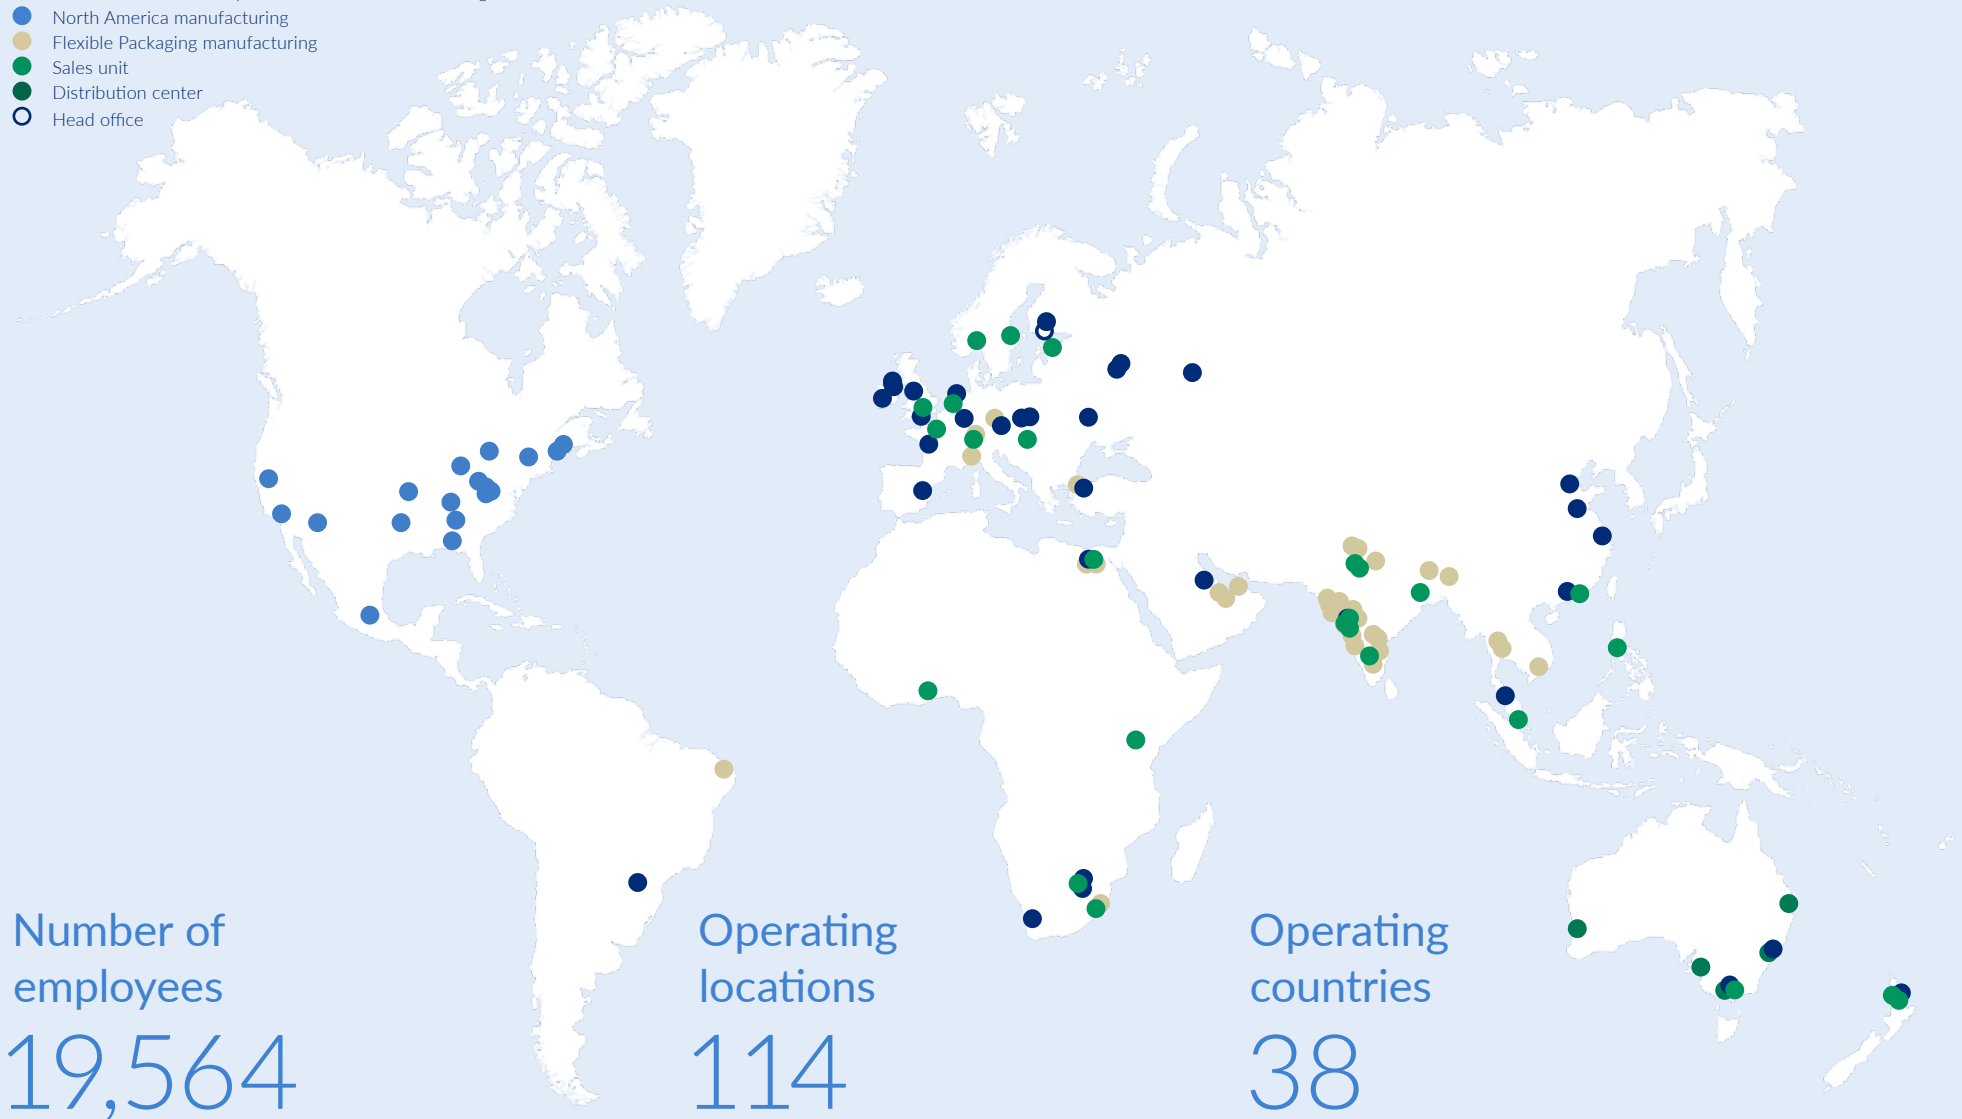 North America manufacturing
Flexible Packaging manufacturing
Sales unit
Distribution center
Head office
Number of
employees
19,564
Operating
locations
114
Operating
countries
38